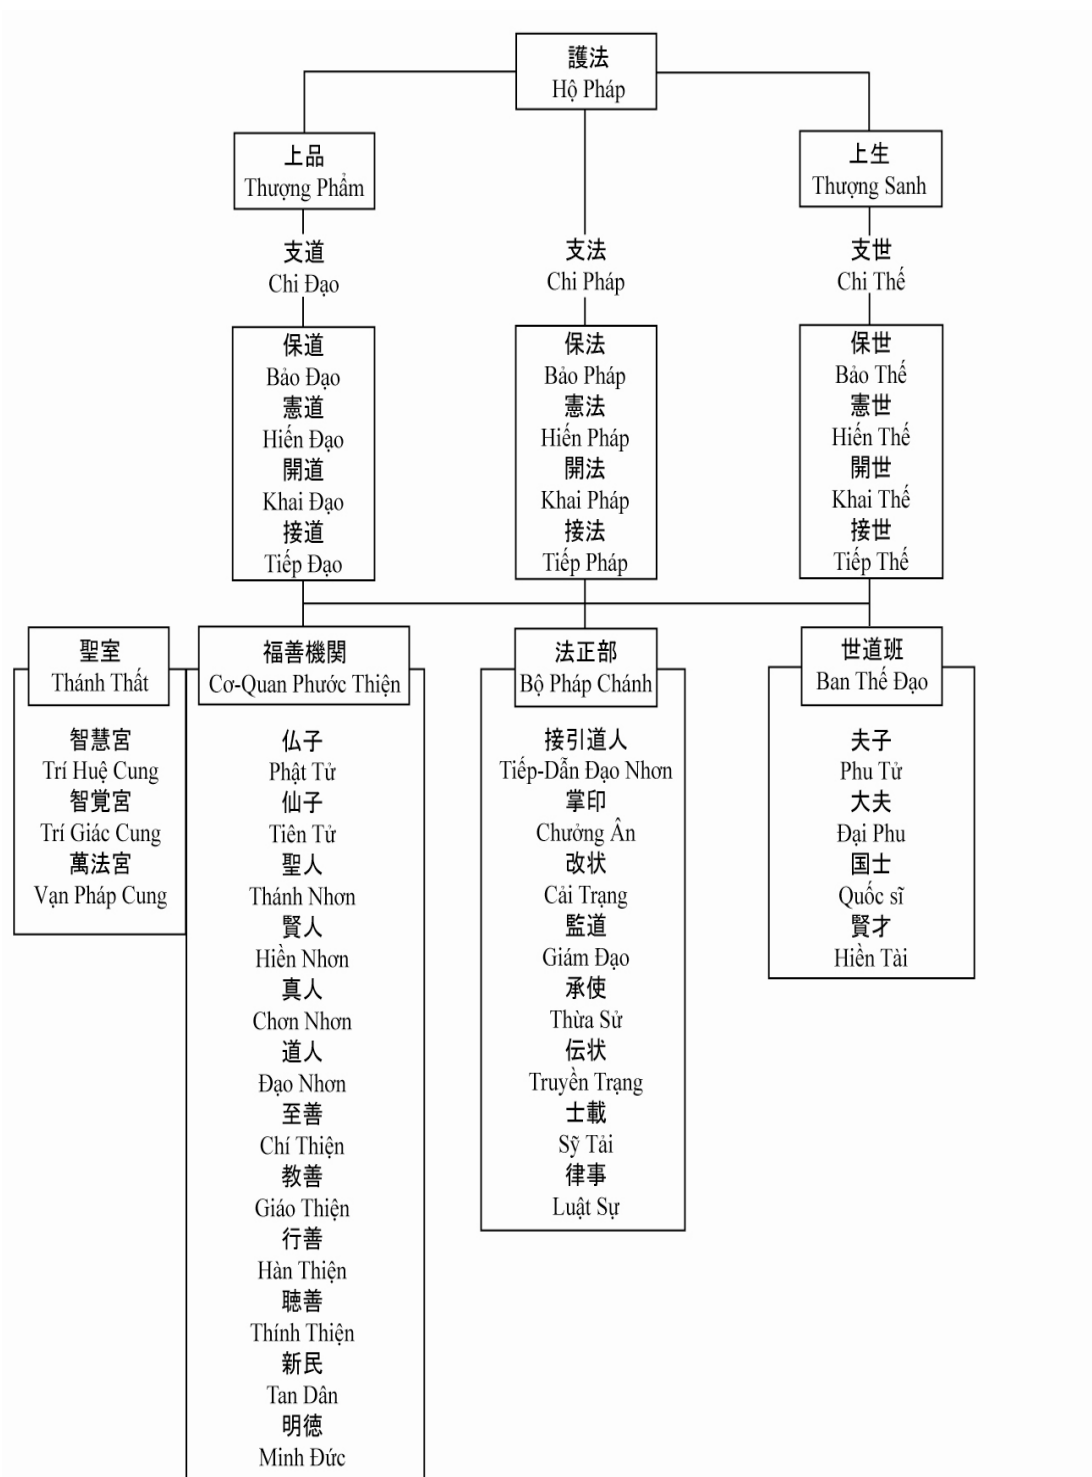 護法
Hộ Pháp
上品
Thượng Phẩm
上生
Thượng Sanh
支道
Chi Đạo
支法
Chi Pháp
支世
Chi Thế
保道
Bảo Đạo
憲道
Hiến Đạo
開道
Khai Đạo
接道
Tiếp Đạo
保法
Bảo Pháp
憲法
Hiến Pháp
開法
Khai Pháp
接法
Tiếp Pháp
保世
Bảo Thế
憲世
Hiến Thế
開世
Khai Thế
接世
Tiếp Thế
聖室
Thánh Thất
智慧宮
Trí Huệ Cung
智覚宮
Trí Giác Cung
萬法宮
Vạn Pháp Cung
福善機関
Cơ-Quan Phước Thiện
仏子
Phật Tử
仙子
Tiên Tử
聖人
Thánh Nhơn
賢人
Hiền Nhơn
真人
Chơn Nhơn
道人
Đạo Nhơn
至善
Chí Thiện
教善
Giáo Thiện
行善
Hàn Thiện
聴善
Thính Thiện
新民
Tan Dân
明徳
Minh Đức
法正部
Bộ Pháp Chánh
接引道人
Tiếp-Dẫn Đạo Nhơn
掌印
Chưởng Ân
改状
Cải Trạng
監道
Giám Đạo
承使
Thừa Sử
伝状
Truyền Trạng
士載
Sỹ Tải
律事
Luật Sự
世道班
Ban Thế Đạo
夫子
Phu Tử
大夫
Đại Phu
国士
Quốc sĩ
賢才
Hiền Tài